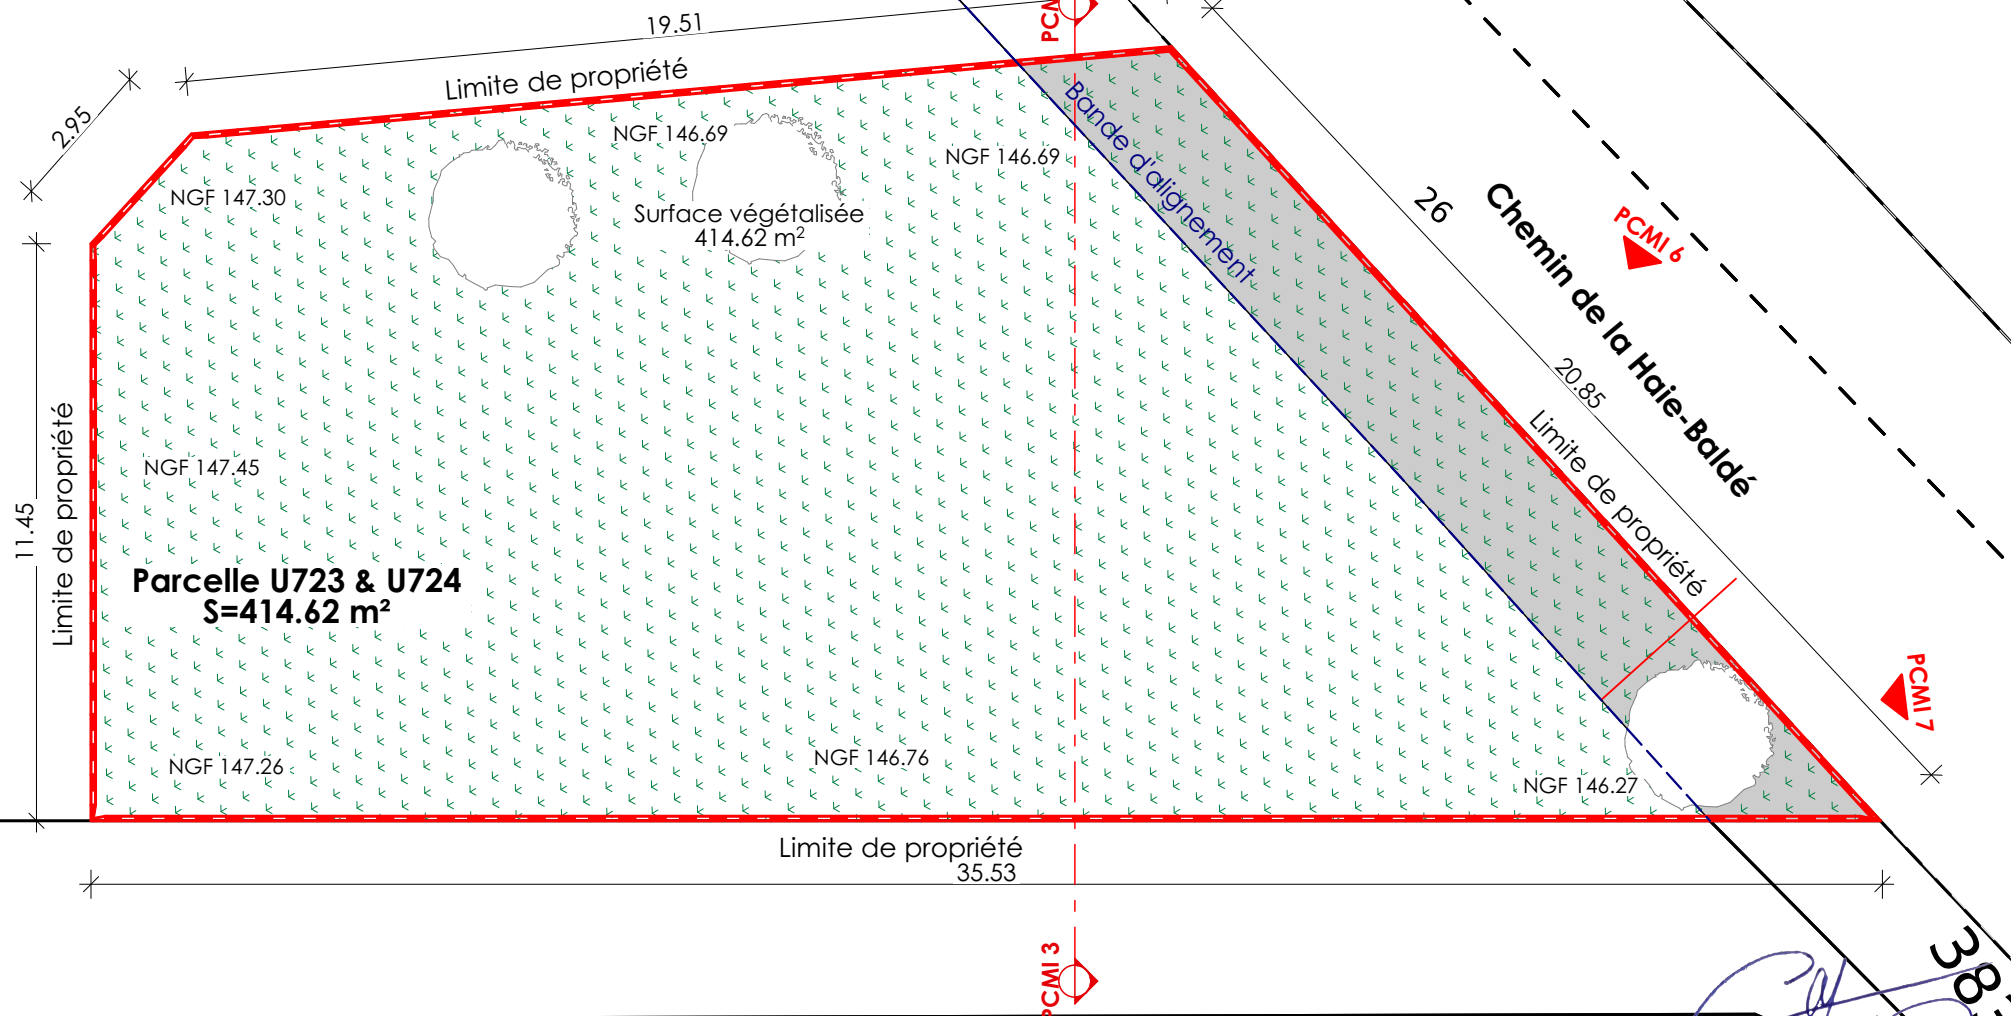 19.51
Limite de propriété
2.95
NGF 146.69
NGF 146.69
NGF 147.30
Surface végétalisée
414.62 m²
Bande d'alignement
26
Chemin de la Haie-Baldé
PCMI 6
20.85
Limite de propriété
NGF 147.45
11.45
Limite de propriété
Parcelle U723 & U724
S=414.62 m²
PCMI 7
NGF 147.26
NGF 146.76
NGF 146.27
Limite de propriété
35.53
PCMI 3